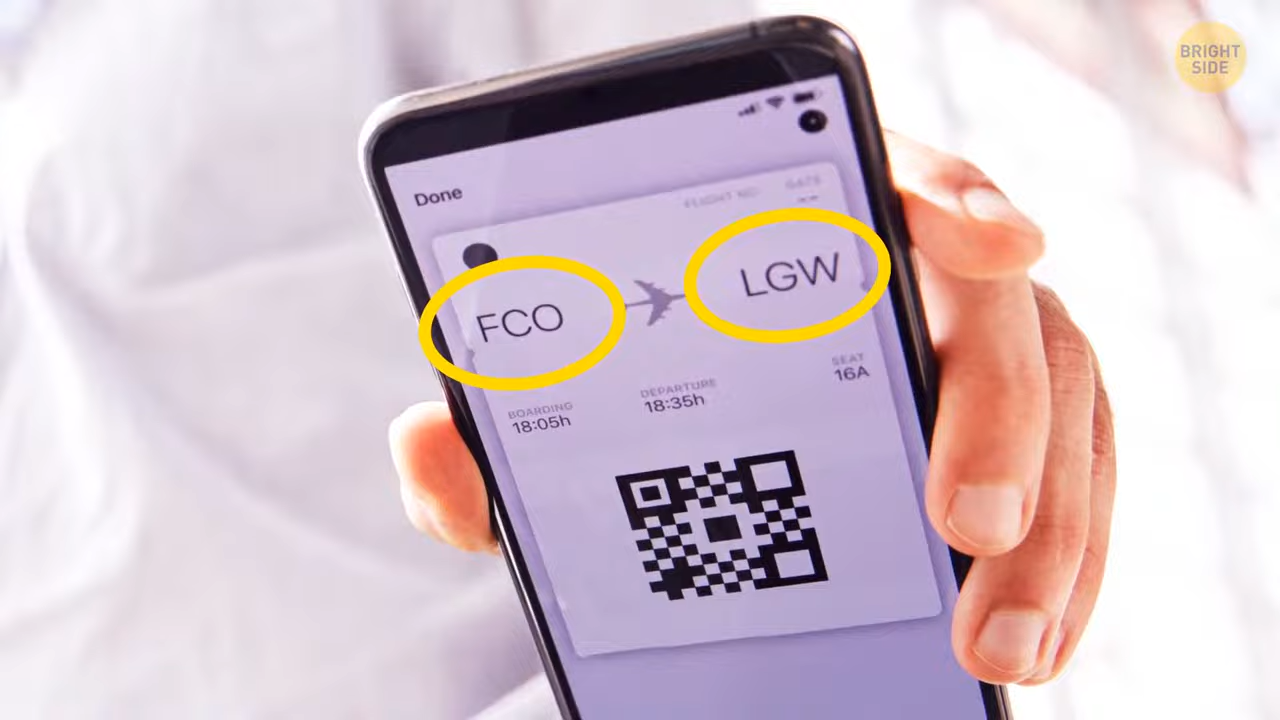 BRIGHT
SIDE
Done
FLIGHT NO
GATE
FCO
LGW
BOARDING
18:05h
DEPARTURE
18:35h
SEAT
16A